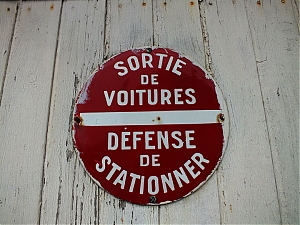 SORTIE
DE
VOITURES
DÉFENSE
DE
STATIONNER